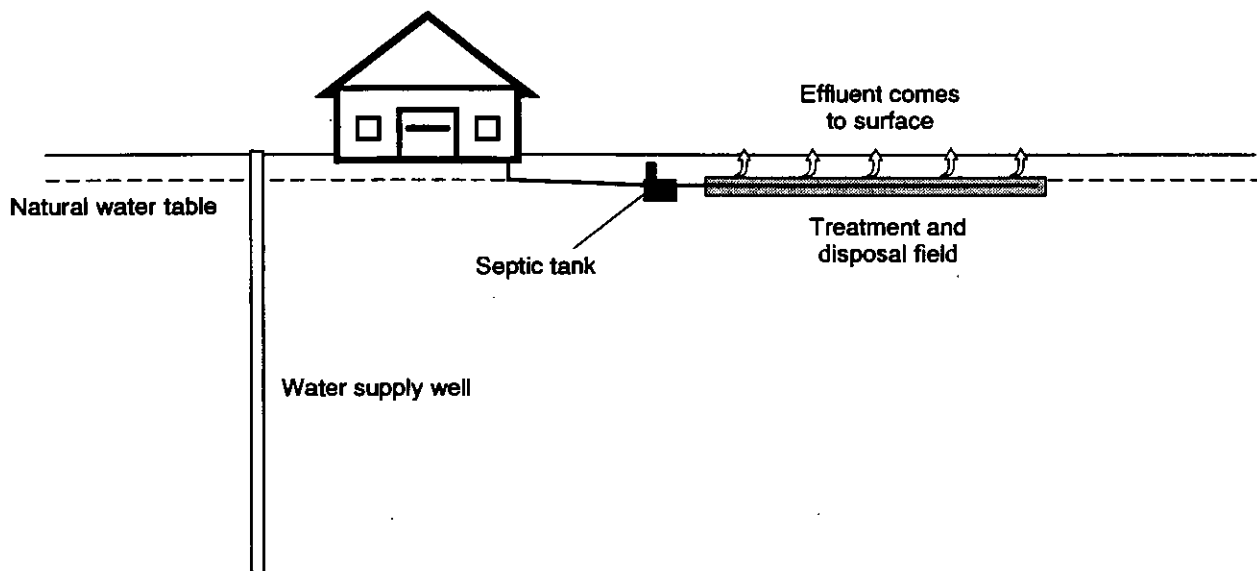 Effluent comes
to surface
Natural water table
Treatment and
disposal field
Septic tank
Water supply well